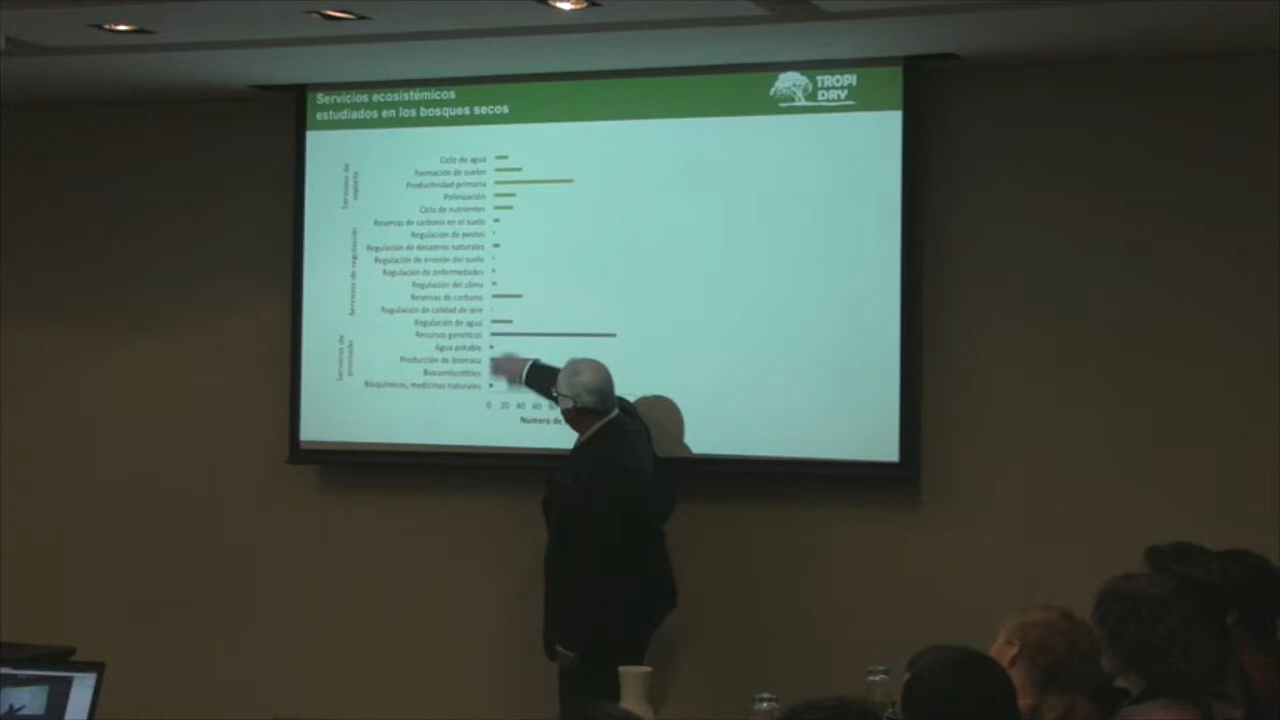 Servicios ecosistémicos
estudiados en los bosques secos
TROPI
DRY
Servicios de
soporte
Ciclo de agua
Formación de suelos
Productividad primaria
Polinización
Ciclo de nutrientes
Servicios de regulación
Reservas de carbono en el suelo
Regulación de pestes
Regulación de desastres naturales
Regulación de erosión del suelo
Regulación de enfermedades
Regulación del clima
Reservas de carbono
Regulación de calidad de aire
Regulación de agua
Servicios de
provisión
Recursos genéticos
Agua potable
Producción de biomasa
Biocombustibles
Bioquímicos, medicinas naturales
0 20 40 60
Numero de